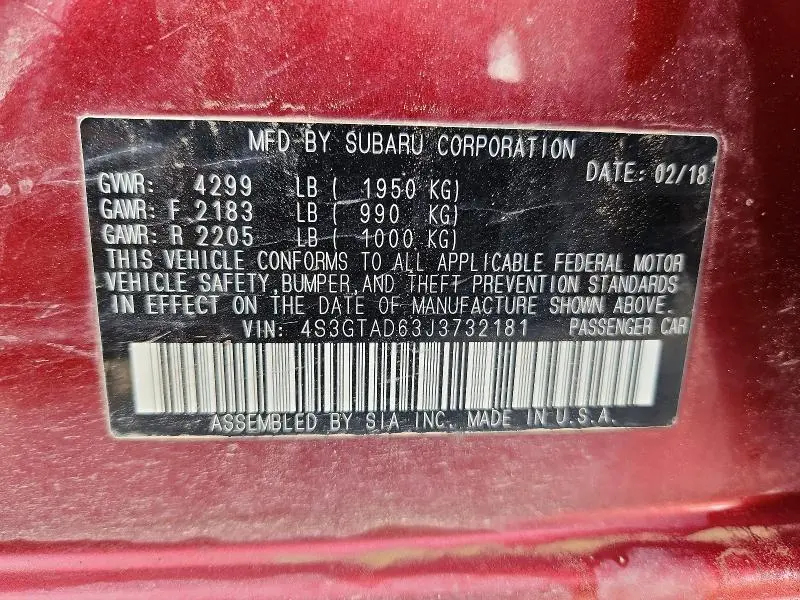 MFD BY SUBARU CORPORATION
DATE: 02/18
GVWR: 4299 LB ( 1950 KG)
GAWR: F 2183 LB ( 990 KG)
GAWR: R 2205 LB ( 1000 KG)
THIS VEHICLE CONFORMS TO ALL APPLICABLE FEDERAL MOTOR
VEHICLE SAFETY, BUMPER, AND THEFT PREVENTION STANDARDS
IN EFFECT ON THE DATE OF MANUFACTURE SHOWN ABOVE.
VIN: 4S3GTAD63J3732181 PASSENGER CAR
ASSEMBLED BY SIA INC. MADE IN U.S.A.